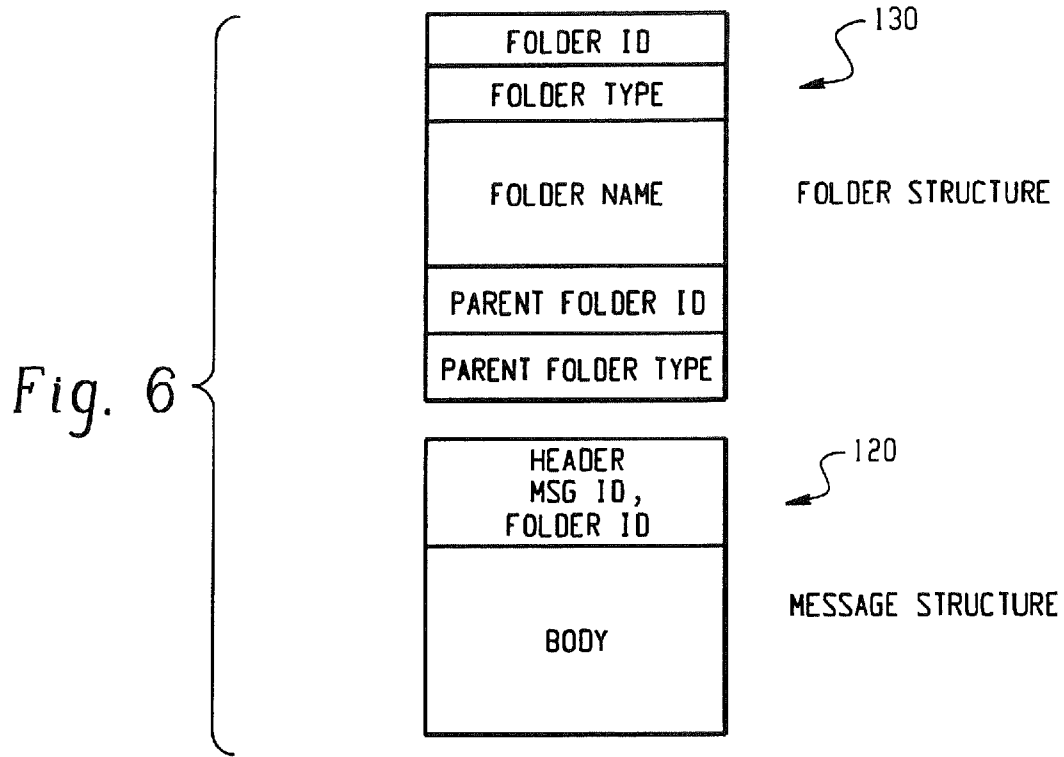 130
FOLDER ID
FOLDER TYPE
FOLDER NAME
FOLDER STRUCTURE
PARENT FOLDER ID
PARENT FOLDER TYPE
Fig. 6
120
HEADER
MSG ID,
FOLDER ID
MESSAGE STRUCTURE
BODY